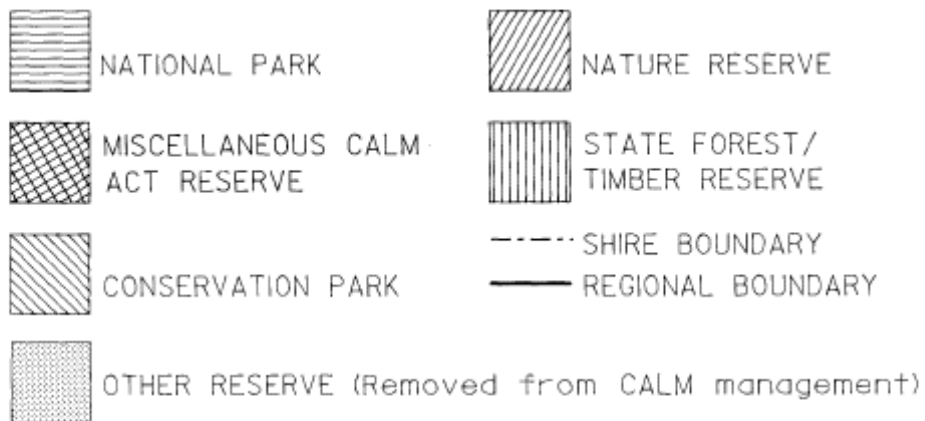 NATIONAL PARK
NATURE RESERVE
MISCELLANEOUS CALM
ACT RESERVE
STATE FOREST/
TIMBER RESERVE
CONSERVATION PARK
SHIRE BOUNDARY
REGIONAL BOUNDARY
OTHER RESERVE (Removed from CALM management)